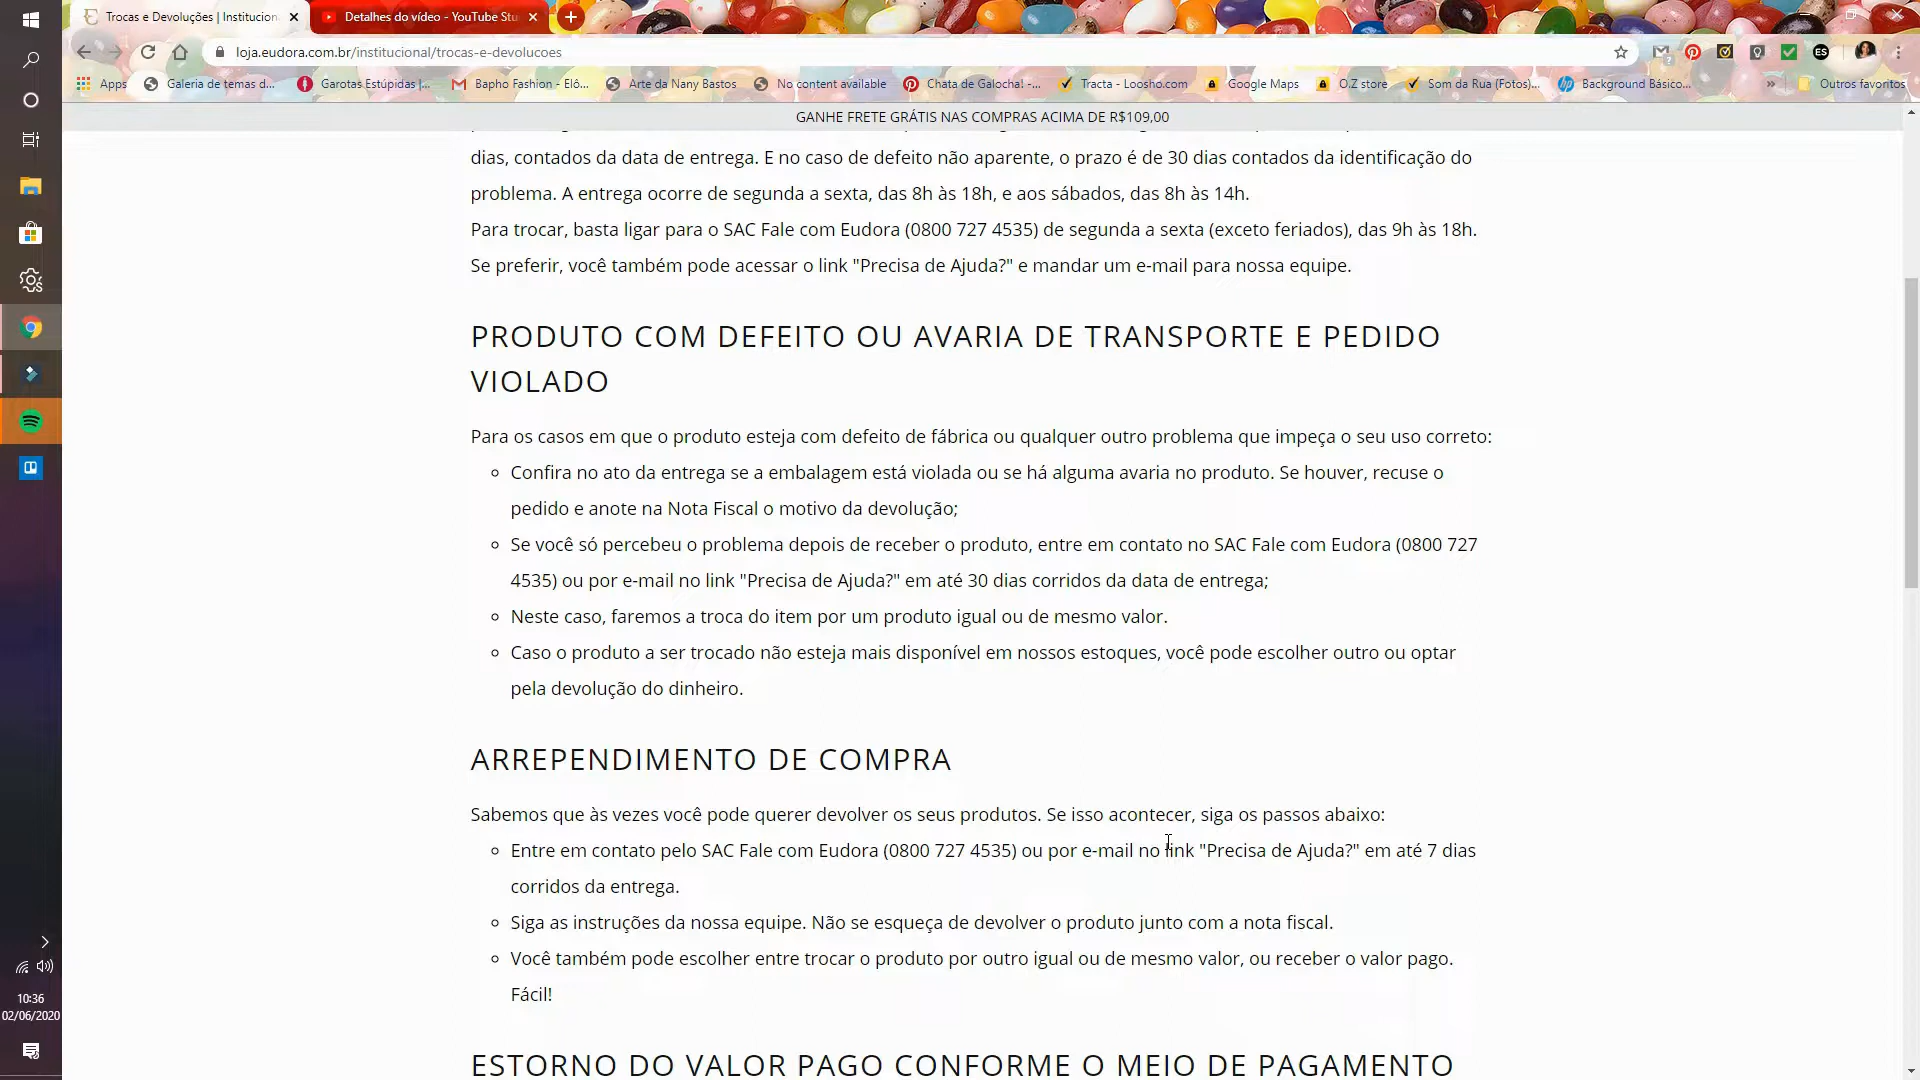 Trocas e Devoluções | Institucion
Detalhes do vídeo - YouTube Stu
loja.eudora.com.br/institucional/trocas-e-devolucoes
Apps
Galeria de temas d...
Garotas Estúpidas |...
Bapho Fashion - Elô...
Arte da Nany Bastos
No content available
Chata de Galocha! -...
Tracta - Loosho.com
Google Maps
O.Z store
Som da Rua (Fotos)...
Background Básico...
Outros favoritos
GANHE FRETE GRÁTIS NAS COMPRAS ACIMA DE R$109,00
dias, contados da data de entrega. E no caso de defeito não aparente, o prazo é de 30 dias contados da identificação do
problema. A entrega ocorre de segunda a sexta, das 8h às 18h, e aos sábados, das 8h às 14h.
Para trocar, basta ligar para o SAC Fale com Eudora (0800 727 4535) de segunda a sexta (exceto feriados), das 9h às 18h.
Se preferir, você também pode acessar o link "Precisa de Ajuda?" e mandar um e-mail para nossa equipe.
PRODUTO COM DEFEITO OU AVARIA DE TRANSPORTE E PEDIDO
VIOLADO
Para os casos em que o produto esteja com defeito de fábrica ou qualquer outro problema que impeça o seu uso correto:
Confira no ato da entrega se a embalagem está violada ou se há alguma avaria no produto. Se houver, recuse o
pedido e anote na Nota Fiscal o motivo da devolução;
Se você só percebeu o problema depois de receber o produto, entre em contato no SAC Fale com Eudora (0800 727
4535) ou por e-mail no link "Precisa de Ajuda?" em até 30 dias corridos da data de entrega;
Neste caso, faremos a troca do item por um produto igual ou de mesmo valor.
Caso o produto a ser trocado não esteja mais disponível em nossos estoques, você pode escolher outro ou optar
pela devolução do dinheiro.
ARREPENDIMENTO DE COMPRA
Sabemos que às vezes você pode querer devolver os seus produtos. Se isso acontecer, siga os passos abaixo:
Entre em contato pelo SAC Fale com Eudora (0800 727 4535) ou por e-mail no link "Precisa de Ajuda?" em até 7 dias
corridos da entrega.
Siga as instruções da nossa equipe. Não se esqueça de devolver o produto junto com a nota fiscal.
Você também pode escolher entre trocar o produto por outro igual ou de mesmo valor, ou receber o valor pago.
Fácil!
ESTORNO DO VALOR PAGO CONFORME O MEIO DE PAGAMENTO
10:36
02/06/2020